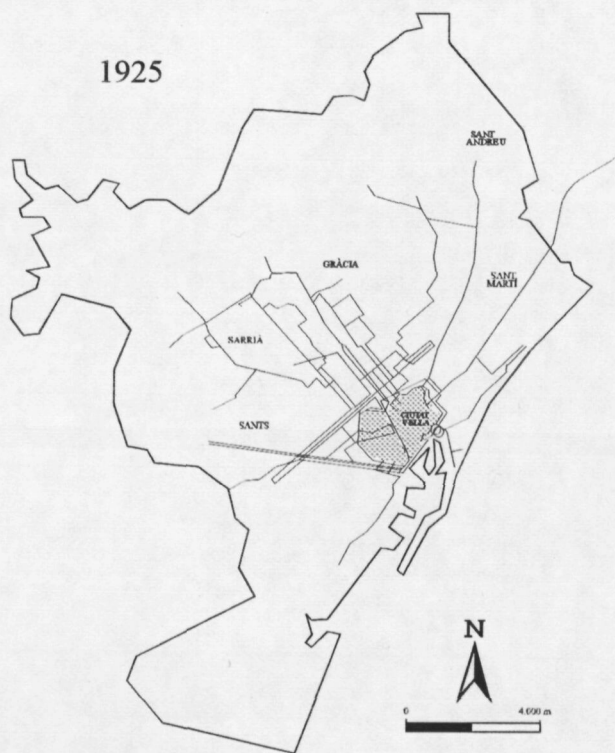 1925
SANT
ANDREU
GRÀCIA
SANT
MARTÍ
SARRIÀ
CIUTAT
VELLA
SANTS
N
0 4.000 m